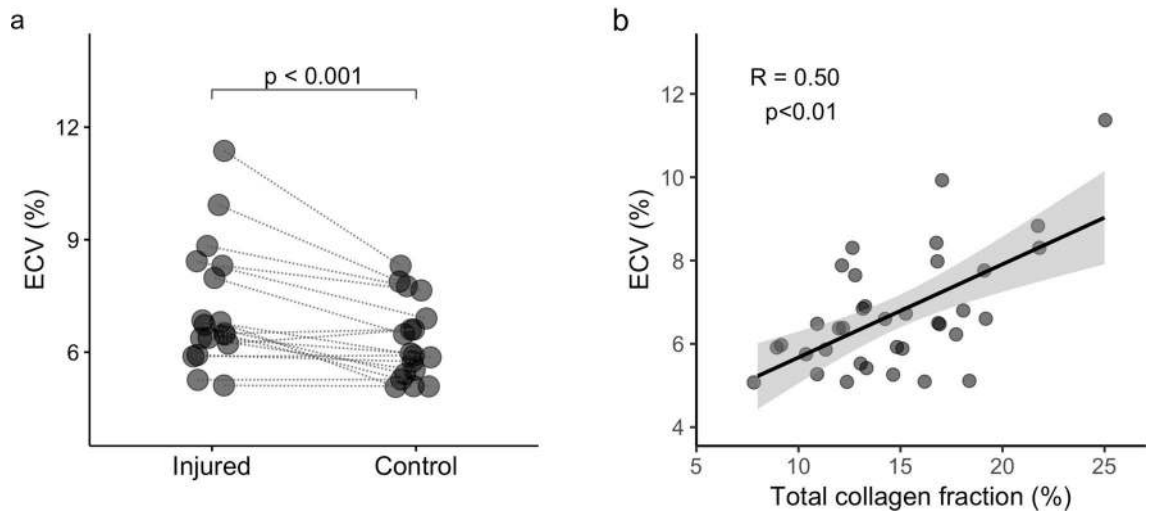 a
p < 0.001
12
9
6
ECV (%)
Injured Control
b
R = 0.50
p<0.01
12
10
8
6
4
ECV (%)
5 10 15 20 25
Total collagen fraction (%)